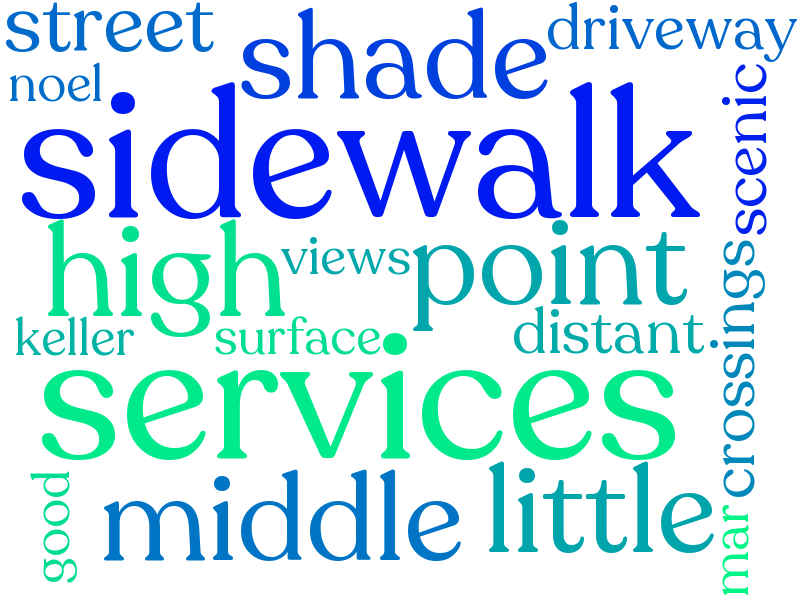 street
shade
driveway
noel
scenic
sidewalk
high
views
point
crossings
keller
surface
distant
services
good
middle
little
mar